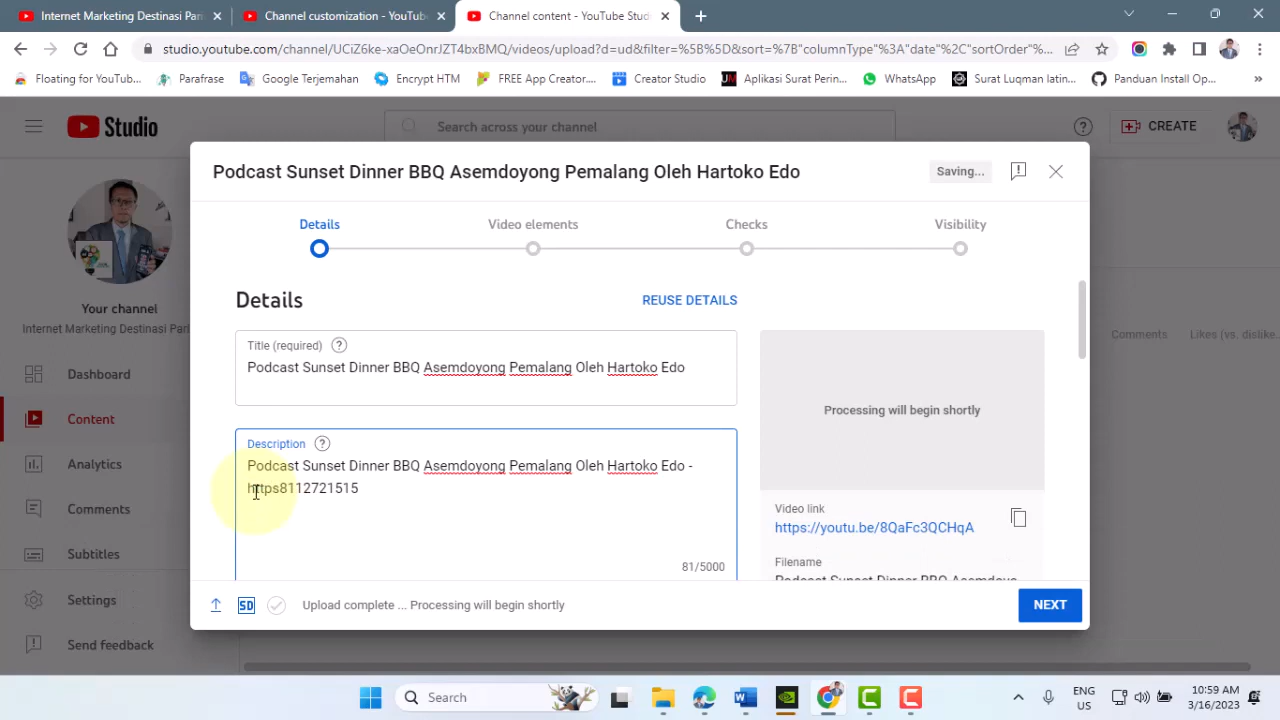 Internet Marketing Destinasi Pari
Channel customization - YouTube
Channel content - YouTube Studio
studio.youtube.com/channel/UCiZ6ke-xaOeOnrJZT4bxBMQ/videos/upload?d=ud&filter=%5B%5D&sort=%7B"columnType"%3A"date"%2C"sortOrder"...
Floating for YouTub...
Parafrase
Google Terjemahan
Encrypt HTM
FREE App Creator....
Creator Studio
Aplikasi Surat Perin...
WhatsApp
Surat Luqman latin...
Panduan Install Op...
»
Studio
Search across your channel
CREATE
Podcast Sunset Dinner BBQ Asemdoyong Pemalang Oleh Hartoko Edo
Saving...
Details
Video elements
Checks
Visibility
Your channel
Internet Marketing Destinasi Pari
Details
REUSE DETAILS
Comments
Likes (vs. dislike...
Title (required)
Podcast Sunset Dinner BBQ Asemdoyong Pemalang Oleh Hartoko Edo
Dashboard
Content
Analytics
Comments
Subtitles
Settings
Send feedback
Processing will begin shortly
Description
Podcast Sunset Dinner BBQ Asemdoyong Pemalang Oleh Hartoko Edo -
https8112721515
81/5000
Video link
https://youtu.be/8QaFc3QCHqA
Filename
Podcast Sunset Dinner BBQ Asemdoyo...
SD
Upload complete ... Processing will begin shortly
NEXT
Search
ENG
US
10:59 AM
3/16/2023